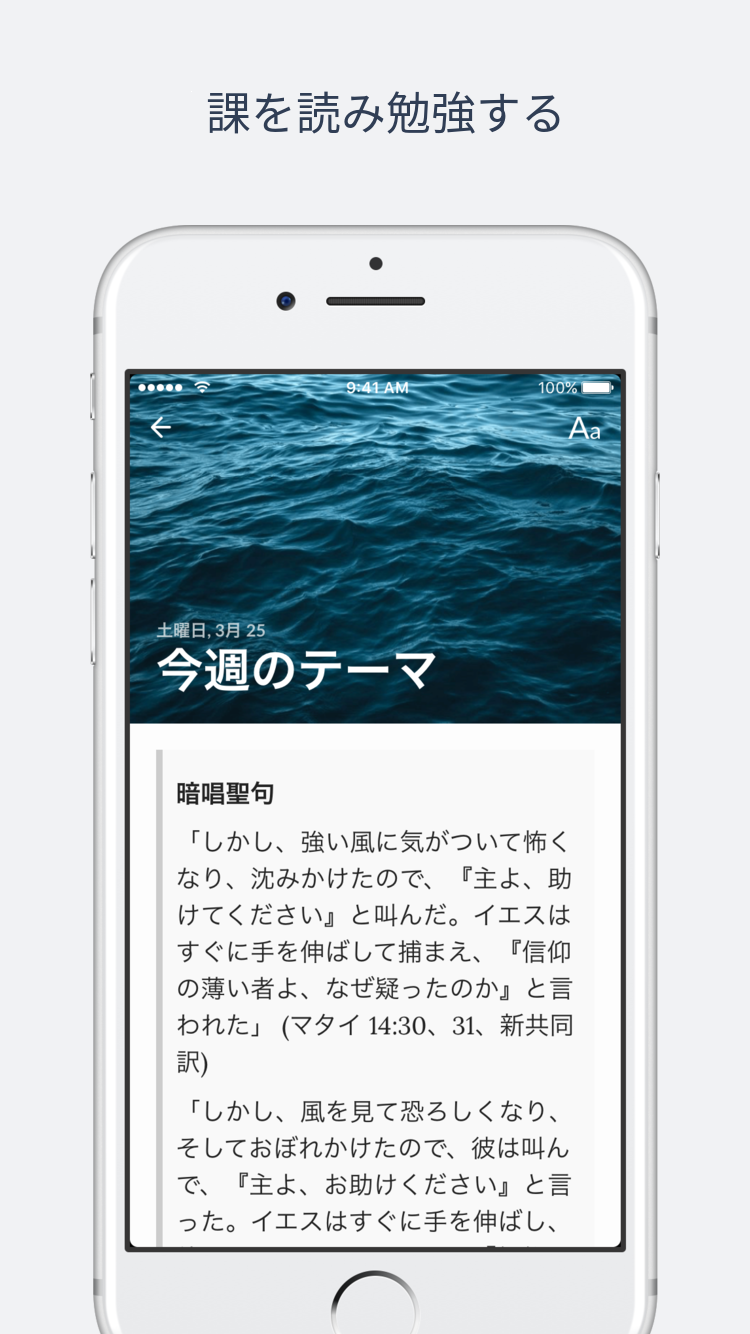 課を読み勉強する
9:41 AM
100%
Aa
土曜日, 3月 25
今週のテーマ
暗唱聖句
「しかし、強い風に気がついて怖く
なり、沈みかけたので、『主よ、助
けてください』と叫んだ。イエスは
すぐに手を伸ばして捕まえ、『信仰
の薄い者よ、なぜ疑ったのか』と言
われた」 (マタイ 14:30、31、新共同
訳)
「しかし、風を見て恐ろしくなり、
そしておぼれかけたので、彼は叫ん
で、『主よ、お助けください』と言
った。イエスはすぐに手を伸ばし、